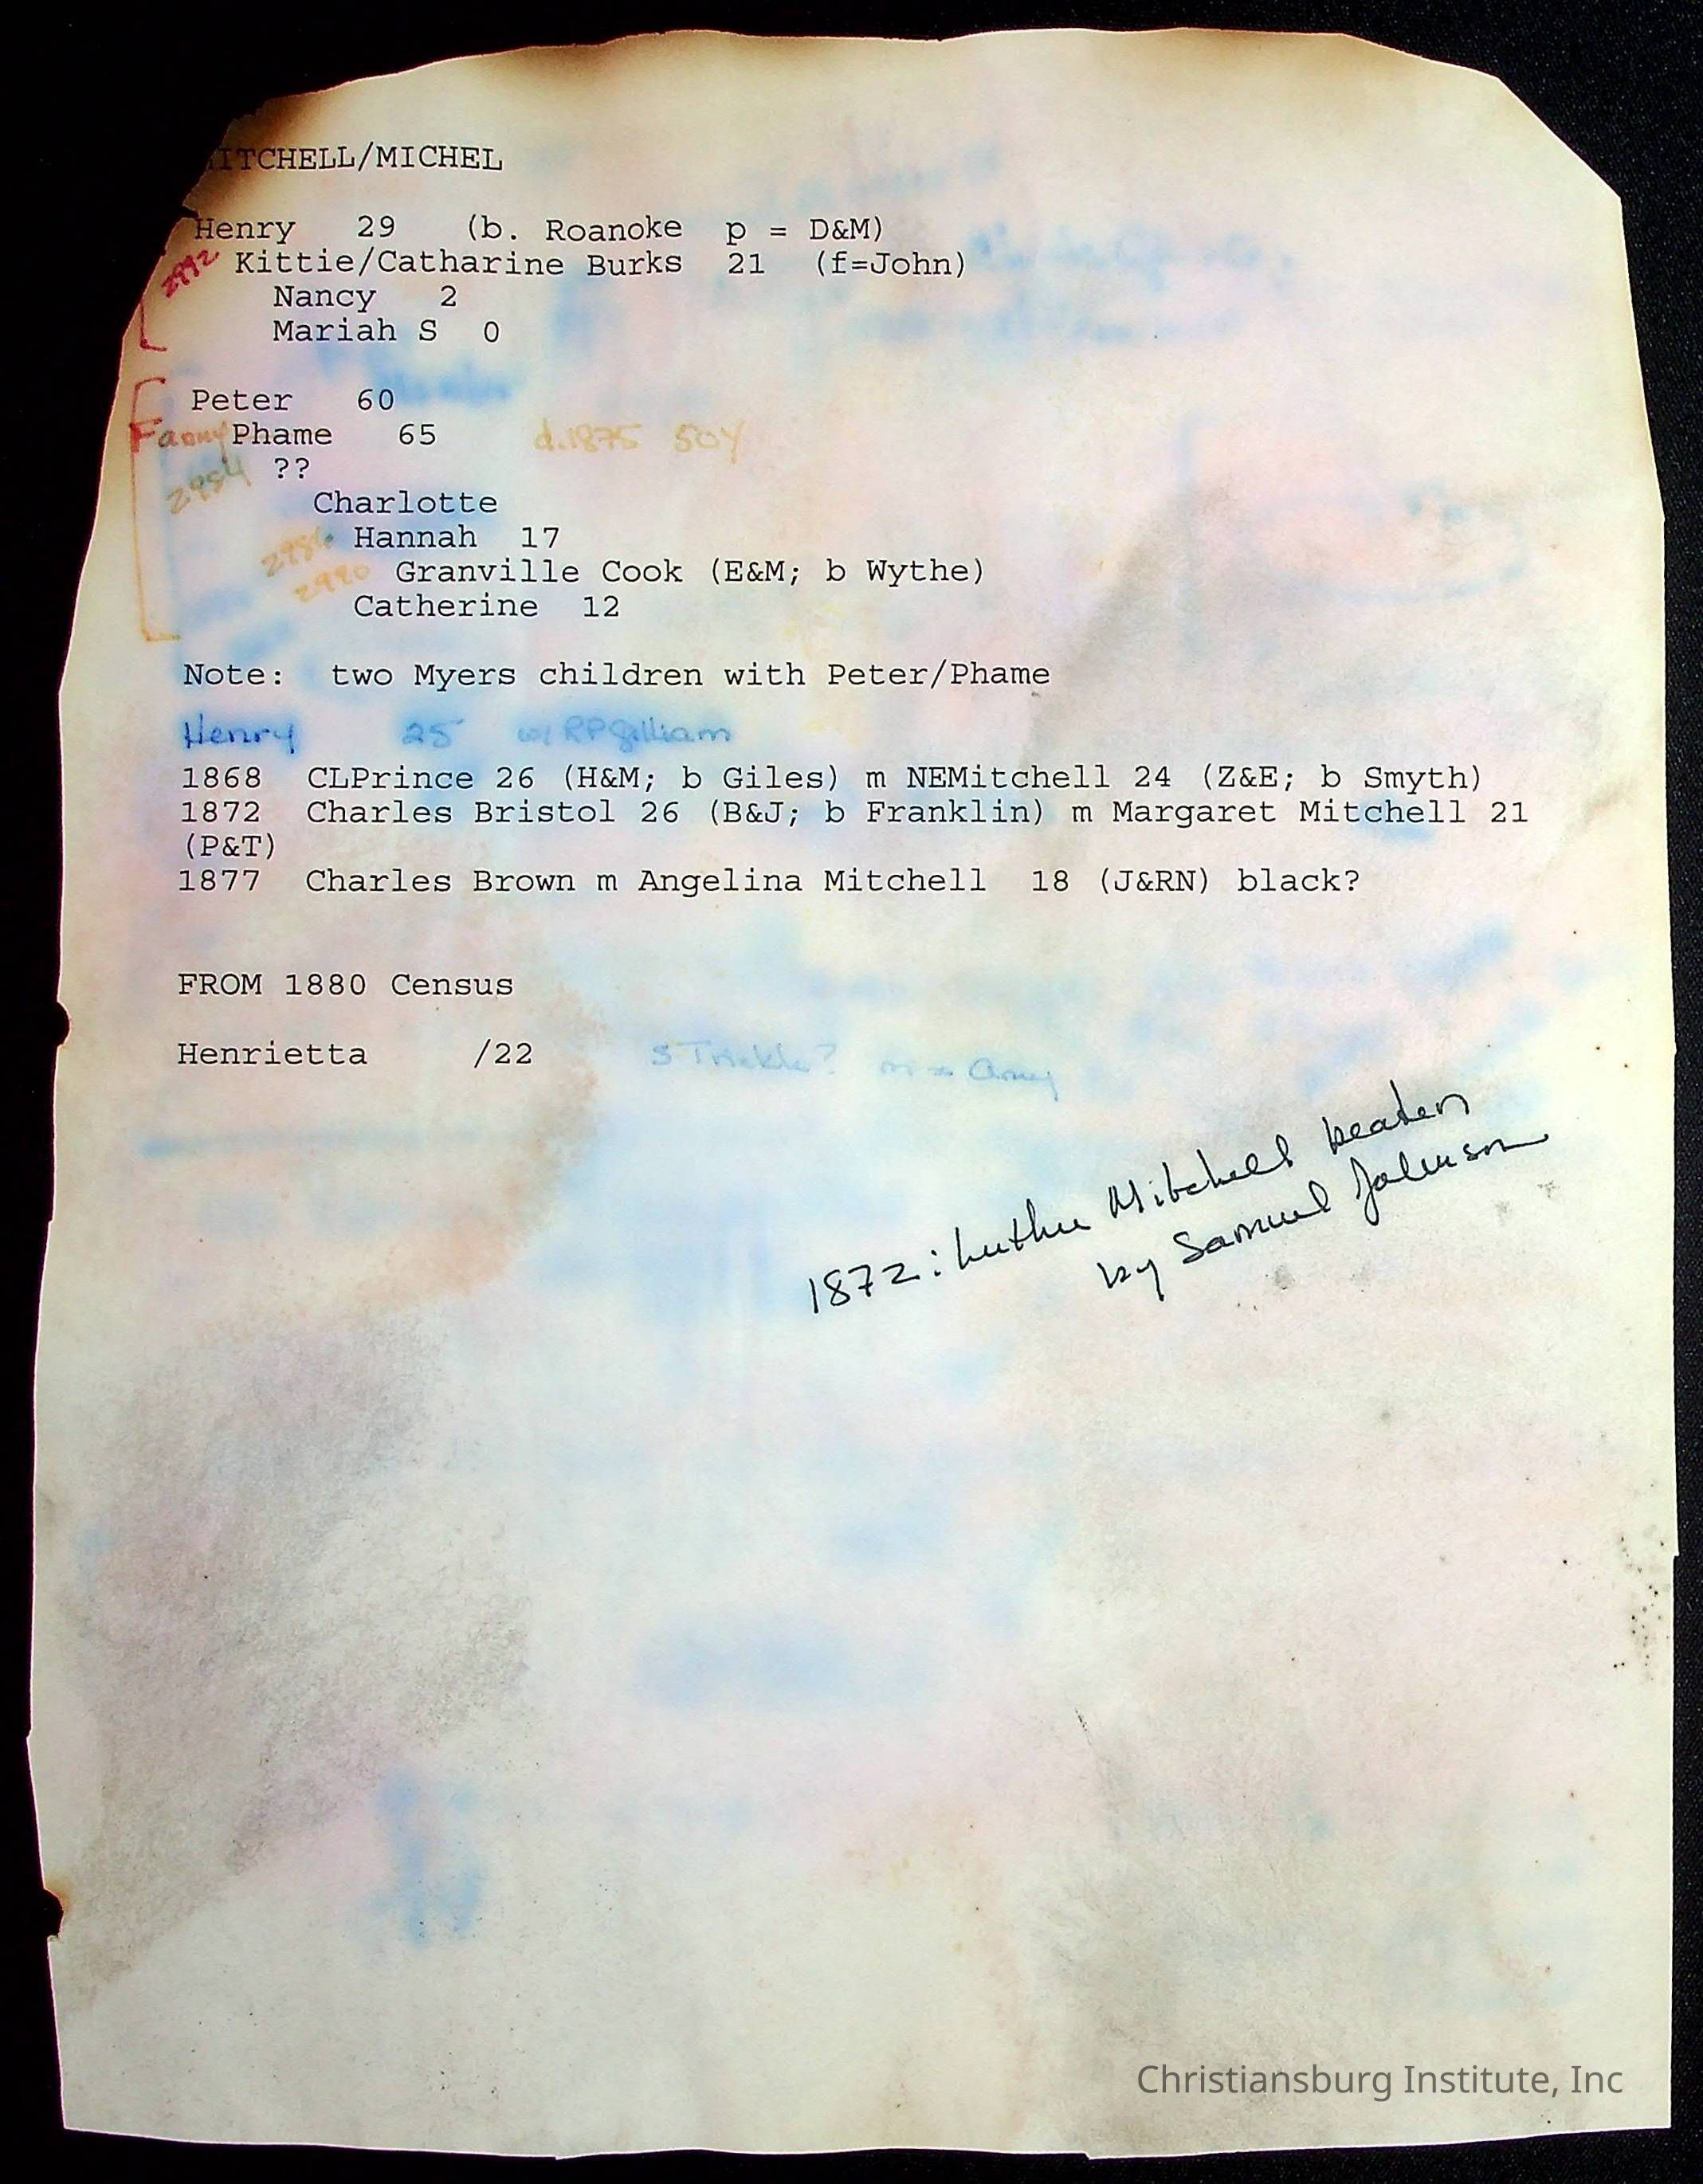 ITCHELL/MICHEL
Henry 29 (b. Roanoke p = D&M)
2992 Kittie/Catharine Burks 21 (f=John)
Nancy 2
Mariah S 0
Peter 60
Fanny Phame 65 d.1875 50y
2984 ??
Charlotte
Hannah 17
2990 Granville Cook (E&M; b Wythe)
Catherine 12
Note: two Myers children with Peter/Phame
Henry 25 w/ RPGilliam
1868 CLPrince 26 (H&M; b Giles) m NEMitchell 24 (Z&E; b Smyth)
1872 Charles Bristol 26 (B&J; b Franklin) m Margaret Mitchell 21
(P&T)
1877 Charles Brown m Angelina Mitchell 18 (J&RN) black?
FROM 1880 Census
Henrietta /22 m = Amy
1872: Luther Mitchell beaten
by Samuel Johnson
Christiansburg Institute, Inc